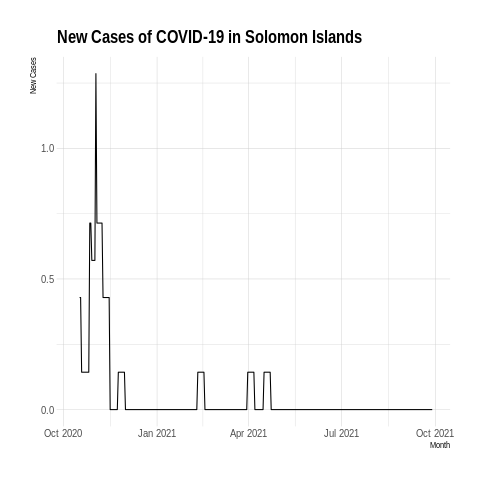 New Cases of COVID-19 in Solomon Islands
New Cases
1.0
0.5
0.0
Oct 2020 Jan 2021 Apr 2021 Jul 2021 Oct 2021
Month